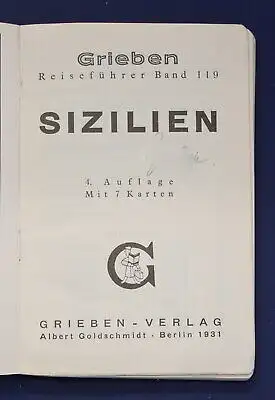 Grieben
Reiseführer Band 119
SIZILIEN
4. Auflage
Mit 7 Karten
G
GRIEBEN-VERLAG
Albert Goldschmidt · Berlin 1931